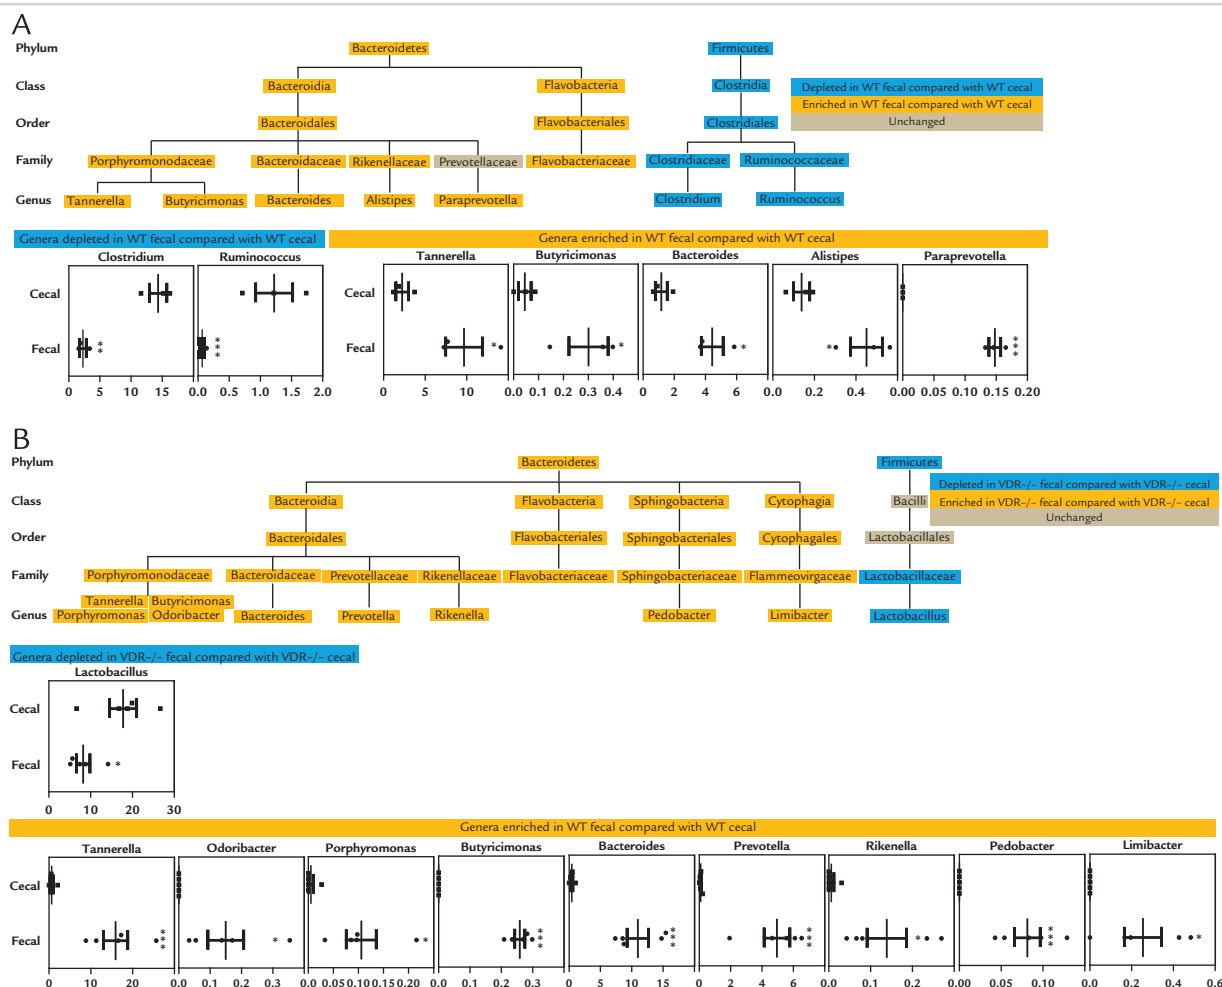 A
Phylum Bacteroidetes Firmicutes
Class Bacteroidia Flavobacteria Clostridia
Depleted in WT fecal compared with WT cecal
Enriched in WT fecal compared with WT cecal
Unchanged
Order Bacteroidales Flavobacteriales Clostridiales
Family Porphyromonodaceae Bacteroidaceae Rikenellaceae Prevotellaceae Flavobacteriaceae Clostridiaceae Ruminococcaceae
Genus Tannerella Butyricimonas Bacteroides Alistipes Paraprevotella Clostridium Ruminococcus
Genera depleted in WT fecal compared with WT cecal Genera enriched in WT fecal compared with WT cecal
Clostridium Ruminococcus Tannerella Butyricimonas Bacteroides Alistipes Paraprevotella
Cecal Cecal
Fecal ** *** Fecal * * * * ***
0 5 10 15 0.0 0.5 1.0 1.5 2.0 0 5 10 0.0 0.1 0.2 0.3 0.4 0 2 4 6 0.0 0.2 0.4 0.00 0.05 0.10 0.15 0.20
B
Phylum Bacteroidetes Firmicutes
Class Bacteroidia Flavobacteria Sphingobacteria Cytophagia Bacilli
Depleted in VDR-/- fecal compared with VDR-/- cecal
Enriched in VDR-/- fecal compared with VDR-/- cecal
Unchanged
Order Bacteroidales Flavobacteriales Sphingobacteriales Cytophagales Lactobacillales
Family Porphyromonodaceae Bacteroidaceae Prevotellaceae Rikenellaceae Flavobacteriaceae Sphingobacteriaceae Flammeovirgaceae Lactobacillaceae
Tannerella Butyricimonas
Genus Porphyromonas Odoribacter Bacteroides Prevotella Rikenella Pedobacter Limibacter Lactobacillus
Genera depleted in VDR-/- fecal compared with VDR-/- cecal
Lactobacillus
Cecal
Fecal *
0 10 20 30
Genera enriched in WT fecal compared with WT cecal
Tannerella Odoribacter Porphyromonas Butyricimonas Bacteroides Prevotella Rikenella Pedobacter Limibacter
Cecal
Fecal *** * * *** *** *** * *** *
0 10 20 0.0 0.1 0.2 0.3 0.00 0.05 0.10 0.15 0.20 0.0 0.1 0.2 0.3 0 5 10 15 0 2 4 6 0.0 0.1 0.2 0.00 0.05 0.10 0.0 0.2 0.4 0.6